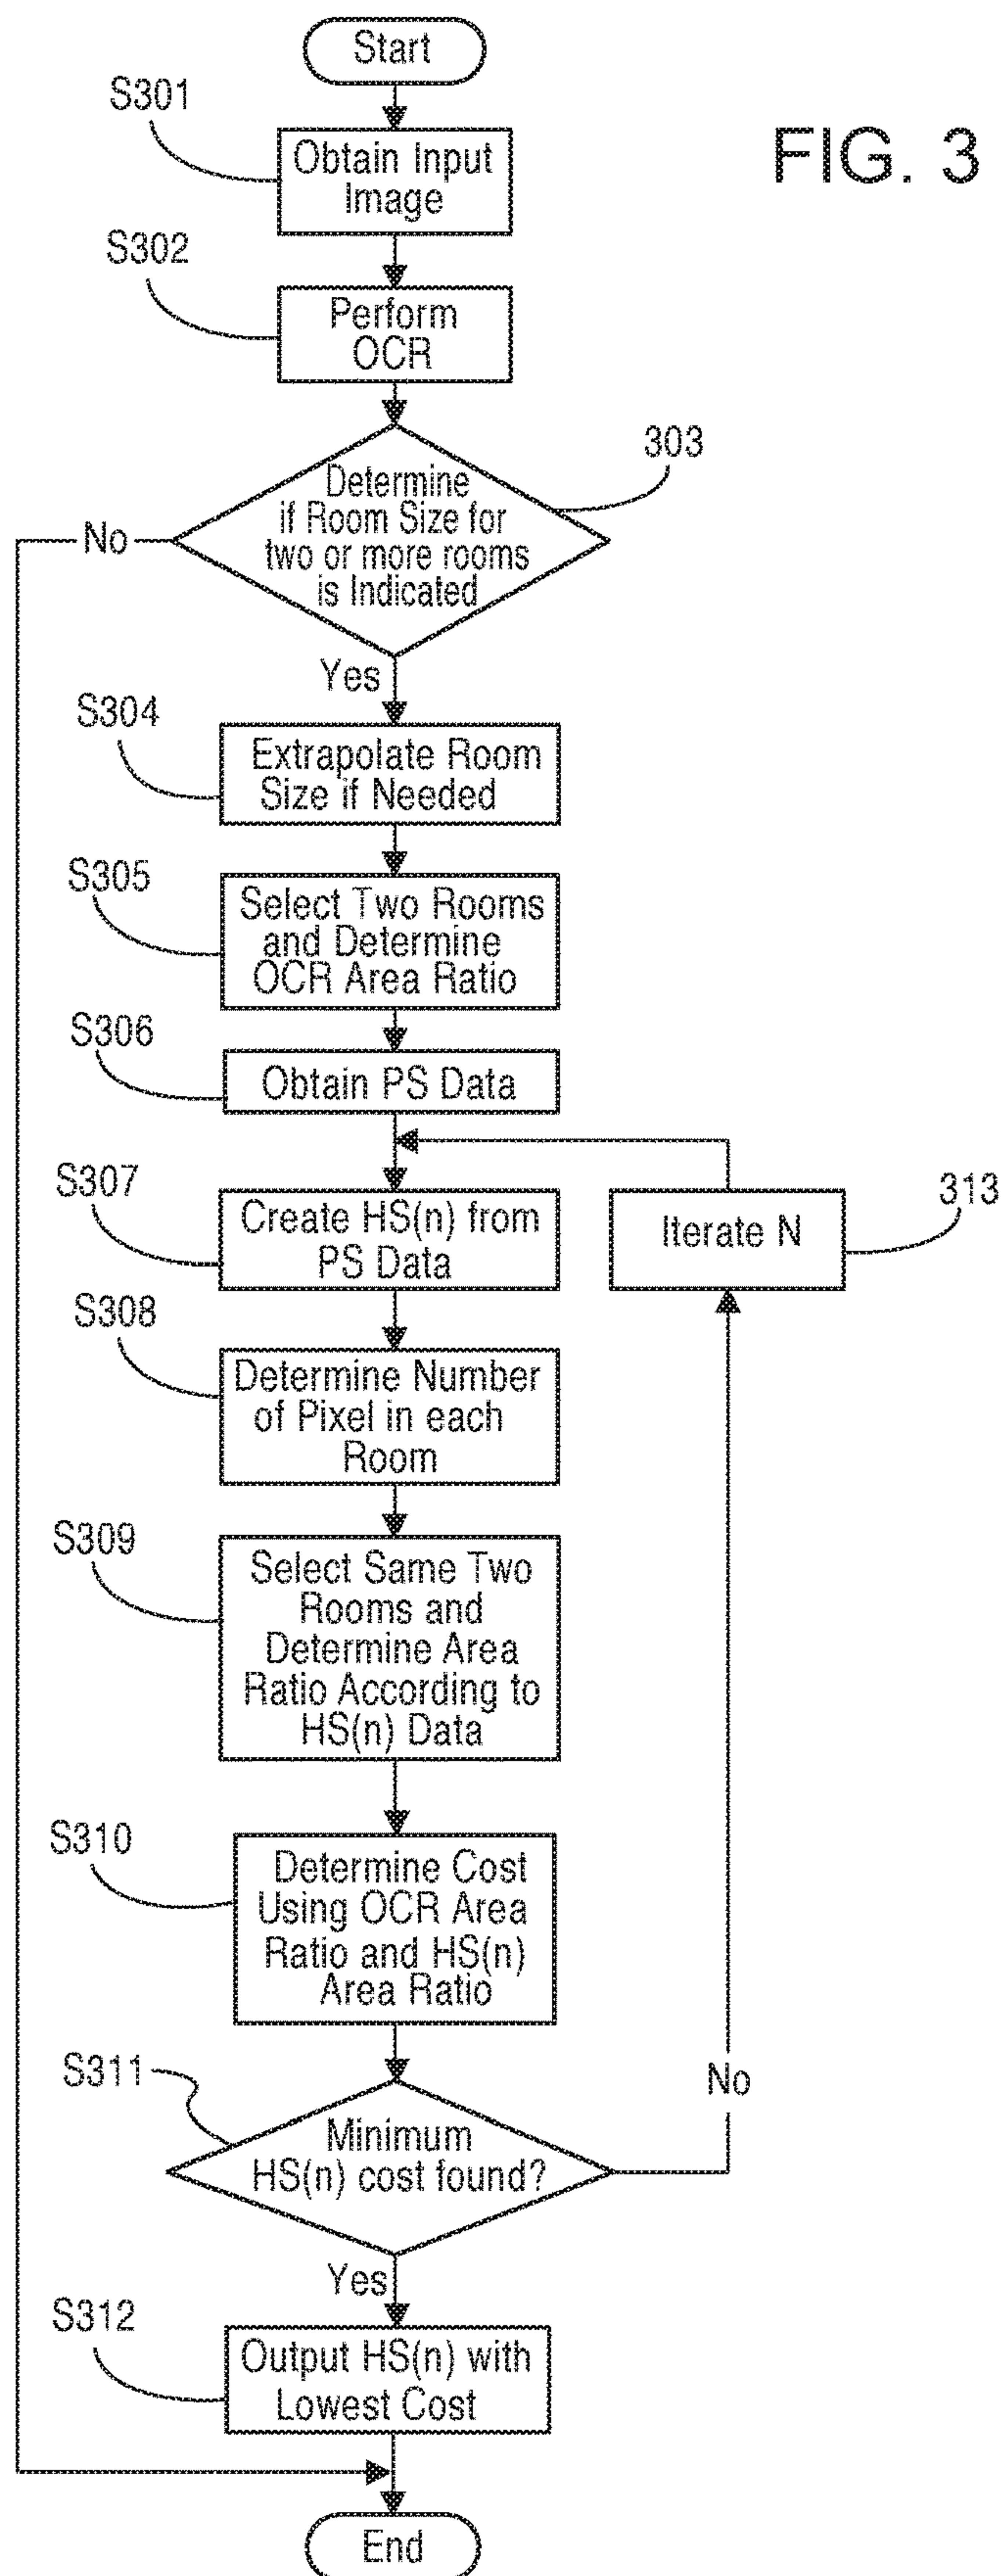 Start
FIG. 3
S301
Obtain Input
Image
S302
Perform
OCR
303
Determine
if Room Size for
two or more rooms
is Indicated
No
Yes
S304
Extrapolate Room
Size if Needed
S305
Select Two Rooms
and Determine
OCR Area Ratio
S306
Obtain PS Data
S307
Create HS(n) from
PS Data
Iterate N
313
S308
Determine Number
of Pixel in each
Room
S309
Select Same Two
Rooms and
Determine Area
Ratio According to
HS(n) Data
S310
Determine Cost
Using OCR Area
Ratio and HS(n)
Area Ratio
S311
Minimum
HS(n) cost found?
No
Yes
S312
Output HS(n) with
Lowest Cost
End